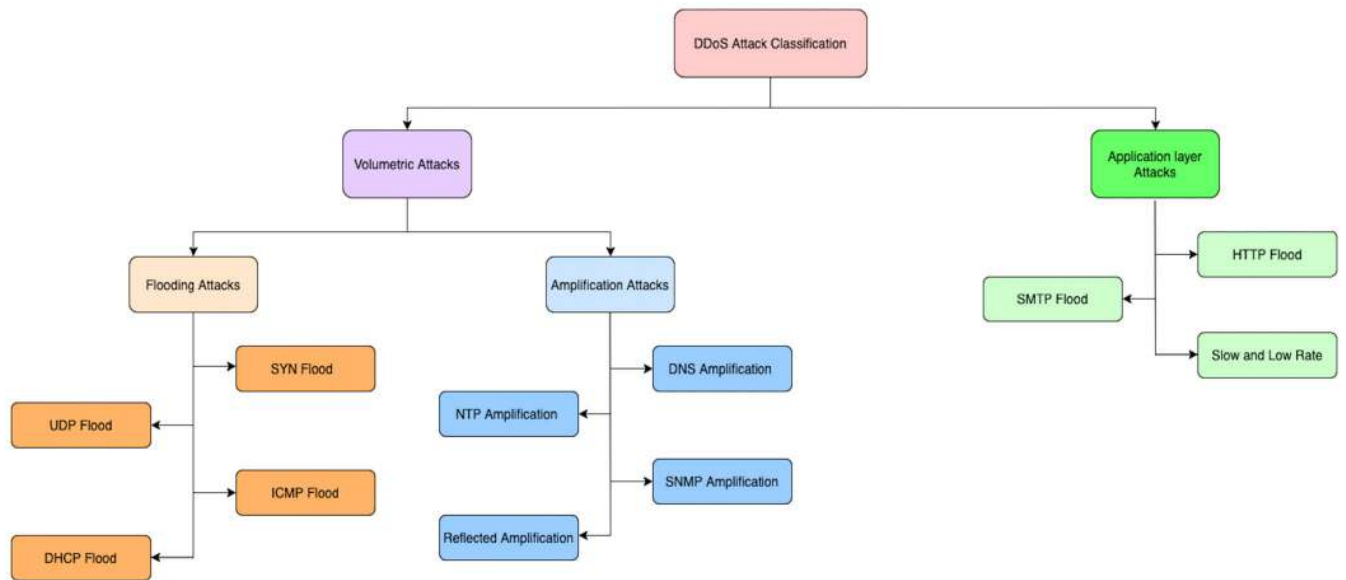 DDoS Attack Classification
Volumetric Attacks
Application layer
Attacks
Flooding Attacks
Amplification Attacks
HTTP Flood
SMTP Flood
Slow and Low Rate
SYN Flood
DNS Amplification
UDP Flood
NTP Amplification
ICMP Flood
SNMP Amplification
DHCP Flood
Reflected Amplification